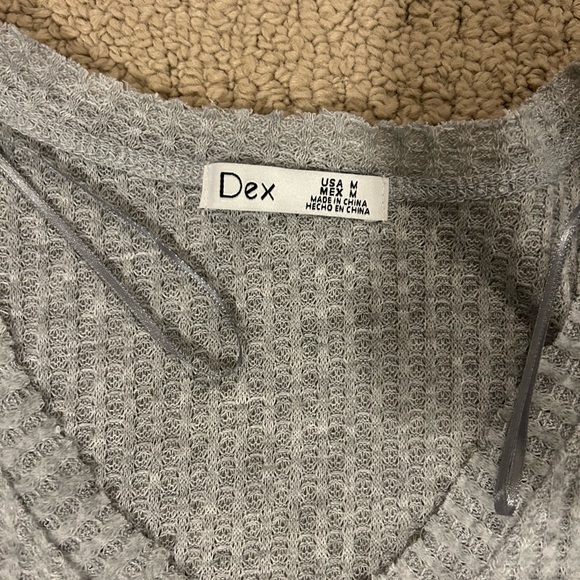 Dex
USA M
MEX M
MADE IN CHINA
HECHO EN CHINA